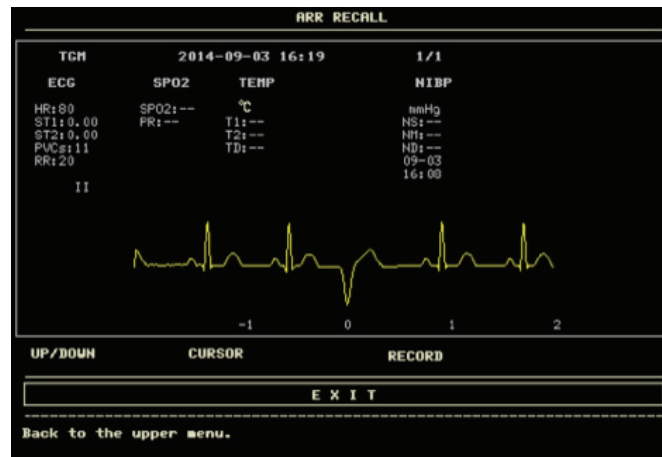 ARR RECALL
TGM 2014-09-03 16:19 1/1
ECG SPO2 TEMP NIBP
HR:80 SPO2:-- ℃ mmHg
ST1:0.00 PR:-- T1:-- NS:--
ST2:0.00 T2:-- NM:--
PVCs:11 TD:-- ND:--
RR:20 09-03
16:08
II
-1 0 1 2
UP/DOWN CURSOR RECORD
E X I T
Back to the upper menu.